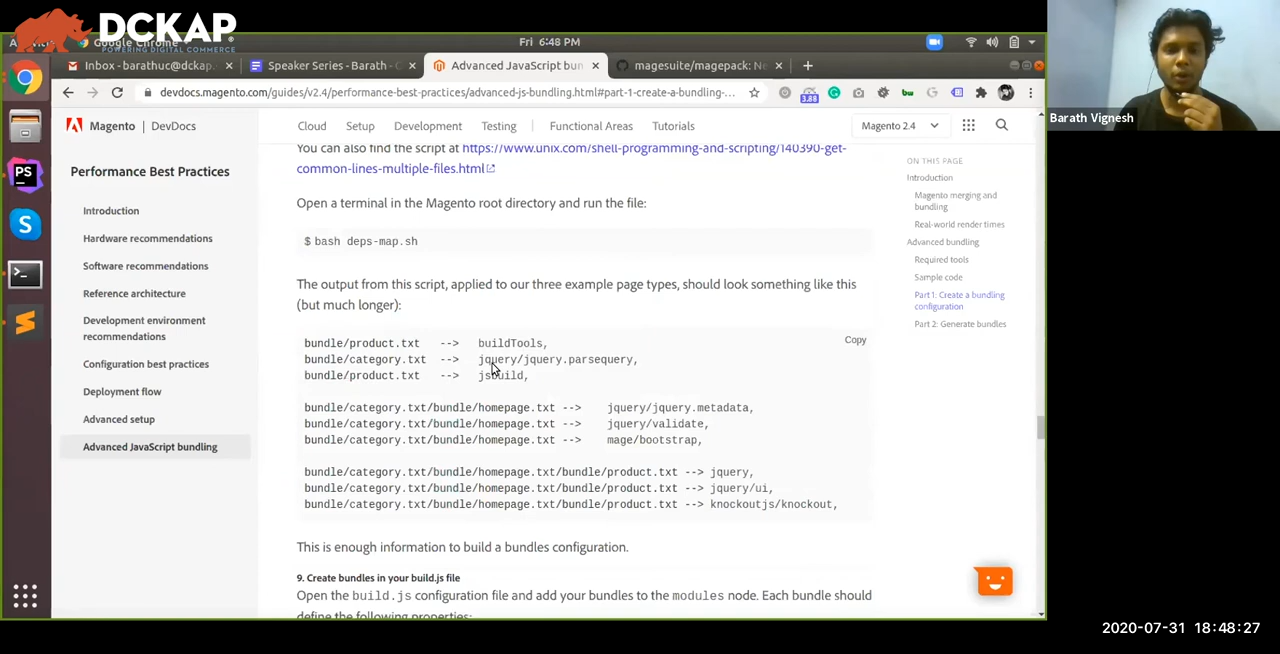 DCKAP
POWERING DIGITAL COMMERCE
Google Chrome
Fri 6:48 PM
Inbox - barathuc@dckap.
Speaker Series - Barath - G
Advanced JavaScript bun
magesuite/magepack: Ne
devdocs.magento.com/guides/v2.4/performance-best-practices/advanced-js-bundling.html#part-1-create-a-bundling-...
3.88
Magento | DevDocs
Cloud
Setup
Development
Testing
Functional Areas
Tutorials
Magento 2.4
Performance Best Practices
Introduction
Hardware recommendations
Software recommendations
Reference architecture
Development environment
recommendations
Configuration best practices
Deployment flow
Advanced setup
Advanced JavaScript bundling
You can also find the script at https://www.unix.com/shell-programming-and-scripting/140390-get-
common-lines-multiple-files.html
Open a terminal in the Magento root directory and run the file:
$ bash deps-map.sh
The output from this script, applied to our three example page types, should look something like this
(but much longer):
Copy
bundle/product.txt --> buildTools,
bundle/category.txt --> jquery/jquery.parsequery,
bundle/product.txt --> jsbuild,
bundle/category.txt/bundle/homepage.txt --> jquery/jquery.metadata,
bundle/category.txt/bundle/homepage.txt --> jquery/validate,
bundle/category.txt/bundle/homepage.txt --> mage/bootstrap,
bundle/category.txt/bundle/homepage.txt/bundle/product.txt --> jquery,
bundle/category.txt/bundle/homepage.txt/bundle/product.txt --> jquery/ui,
bundle/category.txt/bundle/homepage.txt/bundle/product.txt --> knockoutjs/knockout,
This is enough information to build a bundles configuration.
9. Create bundles in your build.js file
Open the build.js configuration file and add your bundles to the modules node. Each bundle should
define the following properties:
ON THIS PAGE
Introduction
Magento merging and
bundling
Real-world render times
Advanced bundling
Required tools
Sample code
Part 1: Create a bundling
configuration
Part 2: Generate bundles
PS
Barath Vignesh
2020-07-31 18:48:27